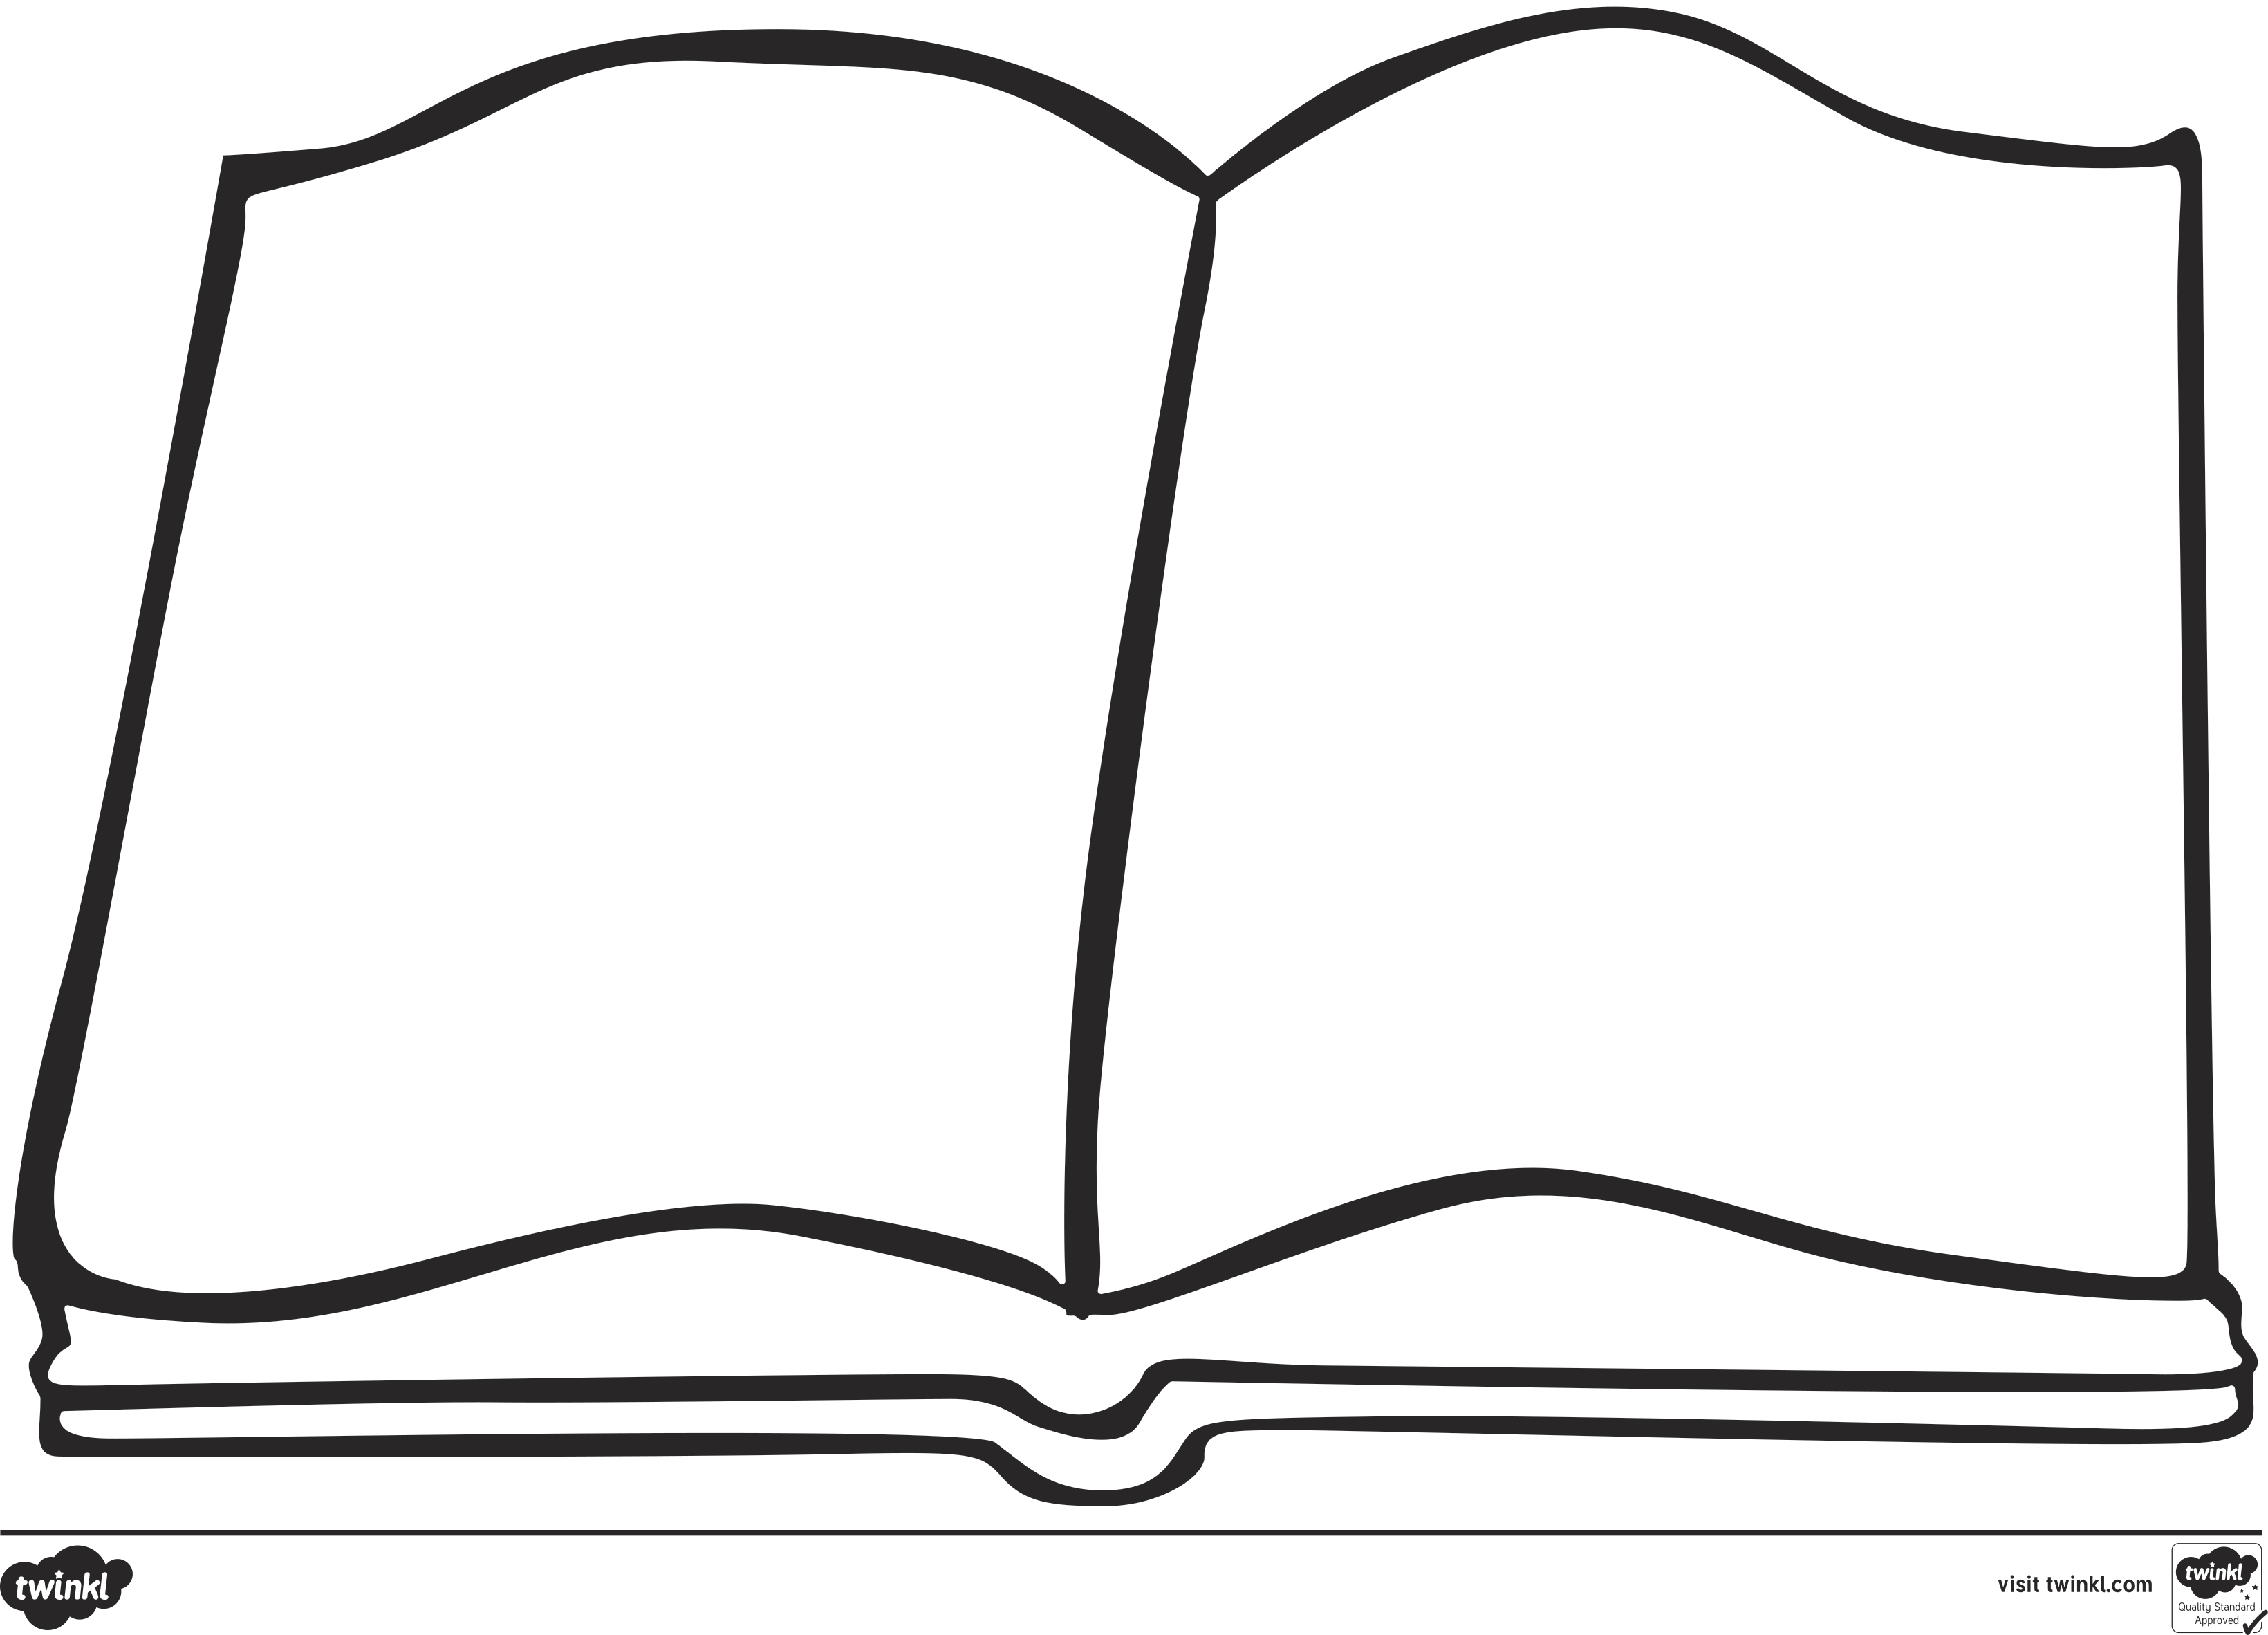 twinkl
visit twinkl.com
twinkl
Quality Standard
Approved